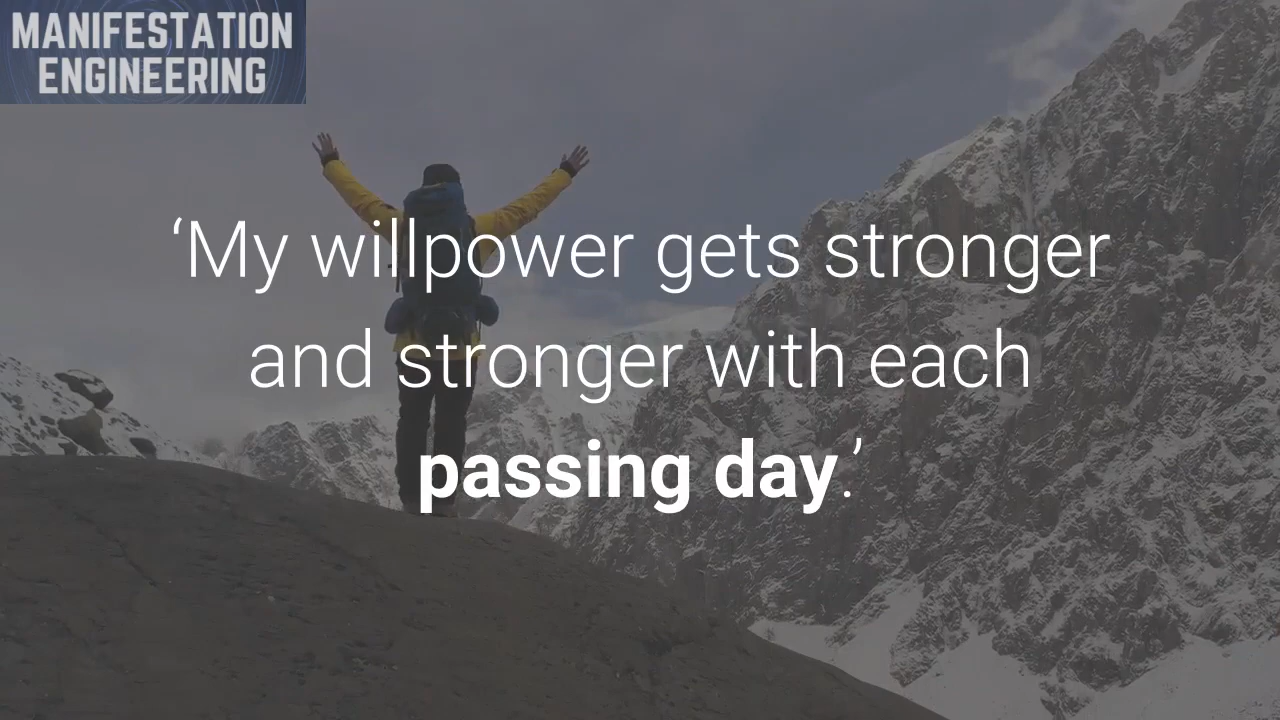 MANIFESTATION
ENGINEERING
‘My willpower gets stronger
and stronger with each
passing day.’